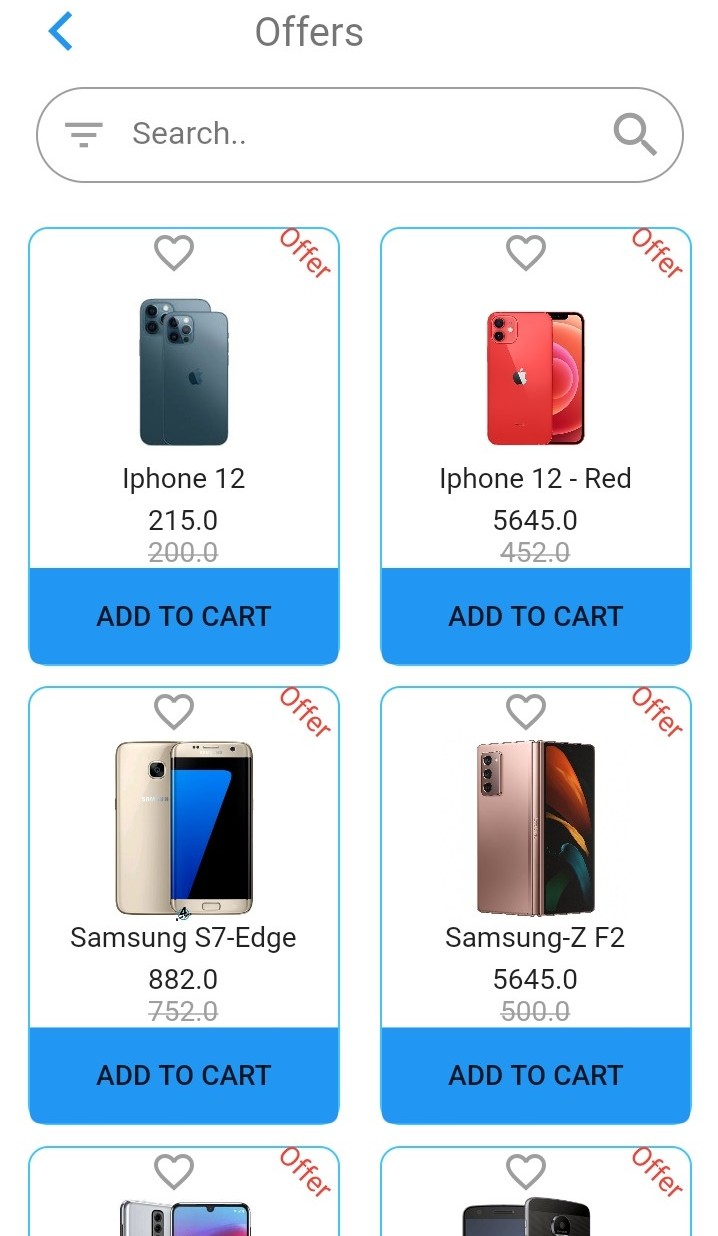 Offers
Search..
Offer
Offer
Iphone 12
Iphone 12 - Red
215.0
5645.0
200.0
452.0
ADD TO CART
ADD TO CART
Offer
Offer
Samsung S7-Edge
Samsung-Z F2
882.0
5645.0
752.0
500.0
ADD TO CART
ADD TO CART
Offer
Offer